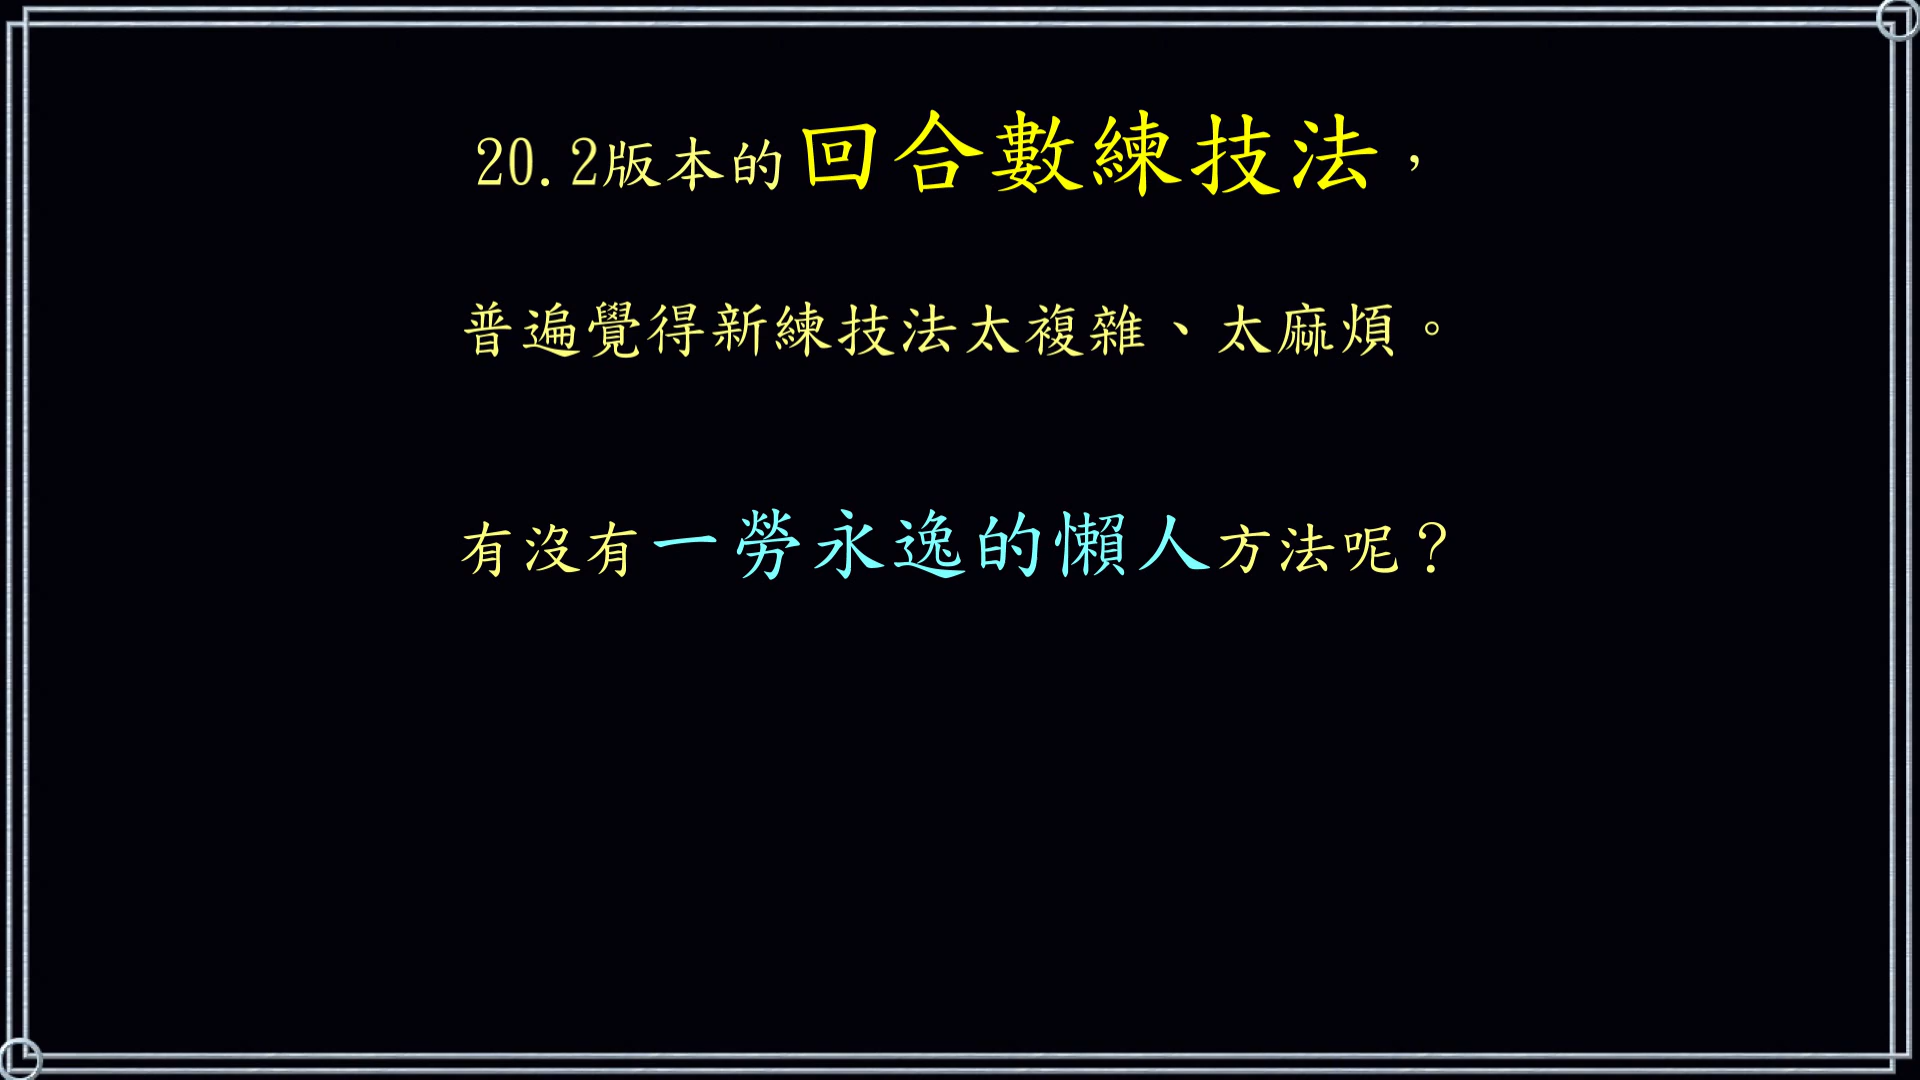 20.2版本的回合數練技法，
普遍覺得新練技法太複雜、太麻煩。
有沒有一勞永逸的懶人方法呢？